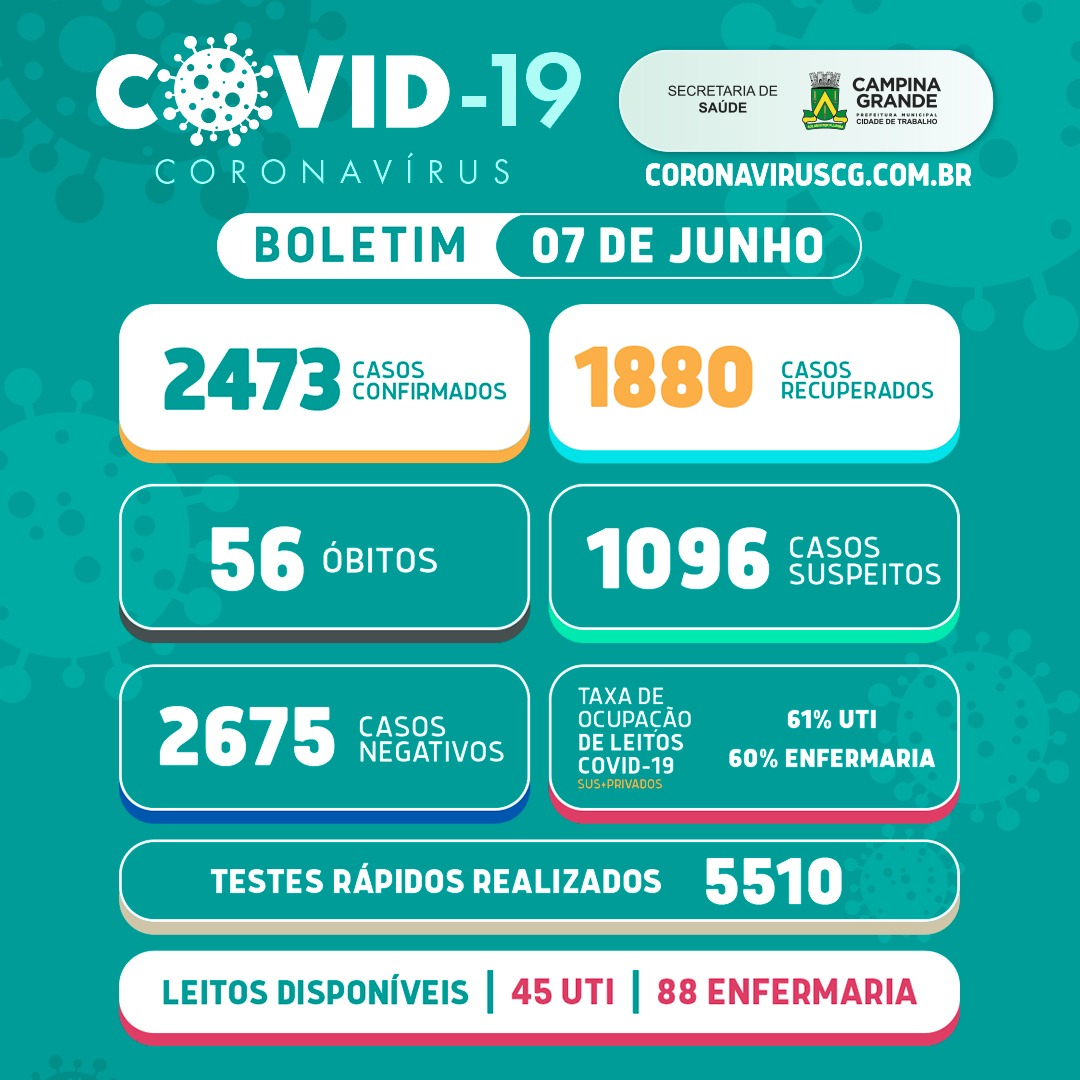 COVID-19
CORONAVÍRUS
SECRETARIA DE
SAÚDE
CAMPINA
GRANDE
PREFEITURA MUNICIPAL
CIDADE DE TRABALHO
CORONAVIRUSCG.COM.BR
BOLETIM 07 DE JUNHO
2473 CASOS
CONFIRMADOS
1880 CASOS
RECUPERADOS
56 ÓBITOS
1096 CASOS
SUSPEITOS
2675 CASOS
NEGATIVOS
TAXA DE
OCUPAÇÃO
DE LEITOS
COVID-19
SUS+PRIVADOS
61% UTI
60% ENFERMARIA
TESTES RÁPIDOS REALIZADOS 5510
LEITOS DISPONÍVEIS | 45 UTI | 88 ENFERMARIA